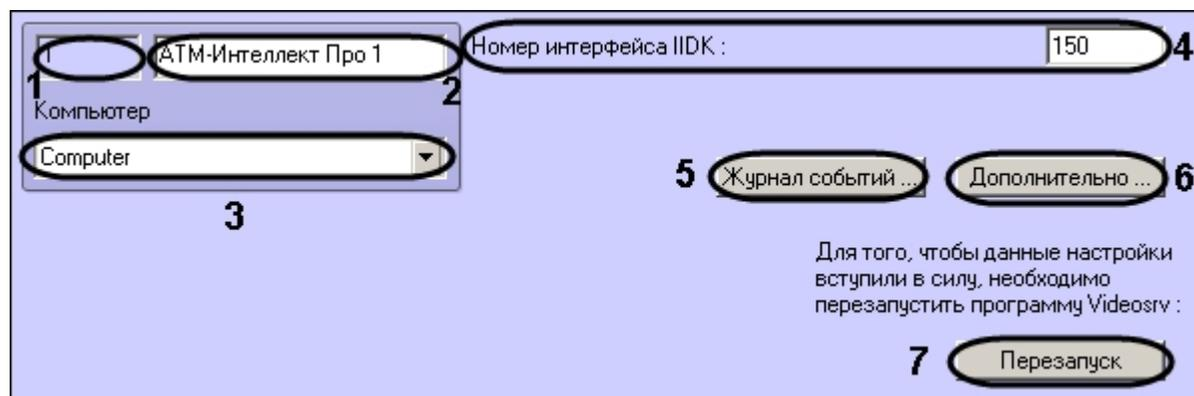 1
АТМ-Интеллект Про 1
Номер интерфейса IIDK :
150
4
1
2
Компьютер
Computer
3
5
Журнал событий ...
Дополнительно ...
6
Для того, чтобы данные настройки
вступили в силу, необходимо
перезапустить программу Videosrv :
7
Перезапуск